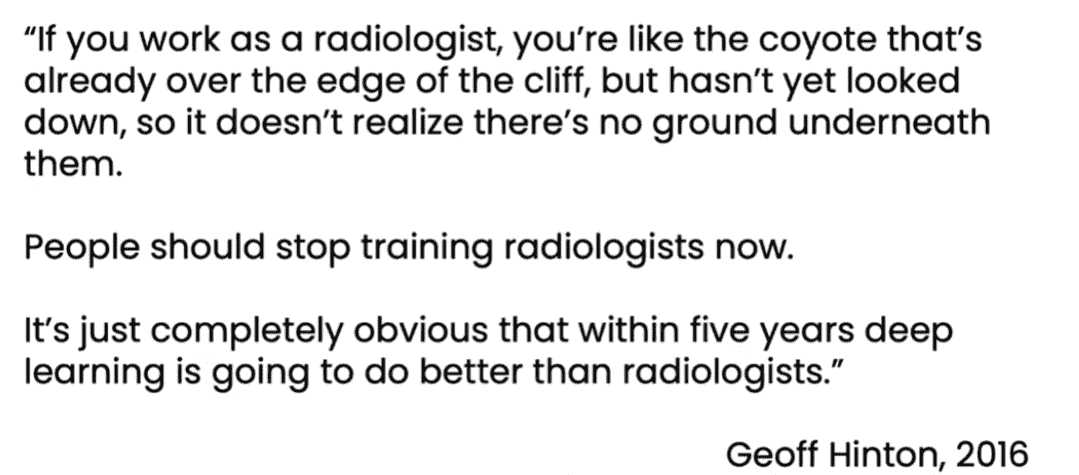 “If you work as a radiologist, you’re like the coyote that’s
already over the edge of the cliff, but hasn’t yet looked
down, so it doesn’t realize there’s no ground underneath
them.
People should stop training radiologists now.
It’s just completely obvious that within five years deep
learning is going to do better than radiologists.”
Geoff Hinton, 2016